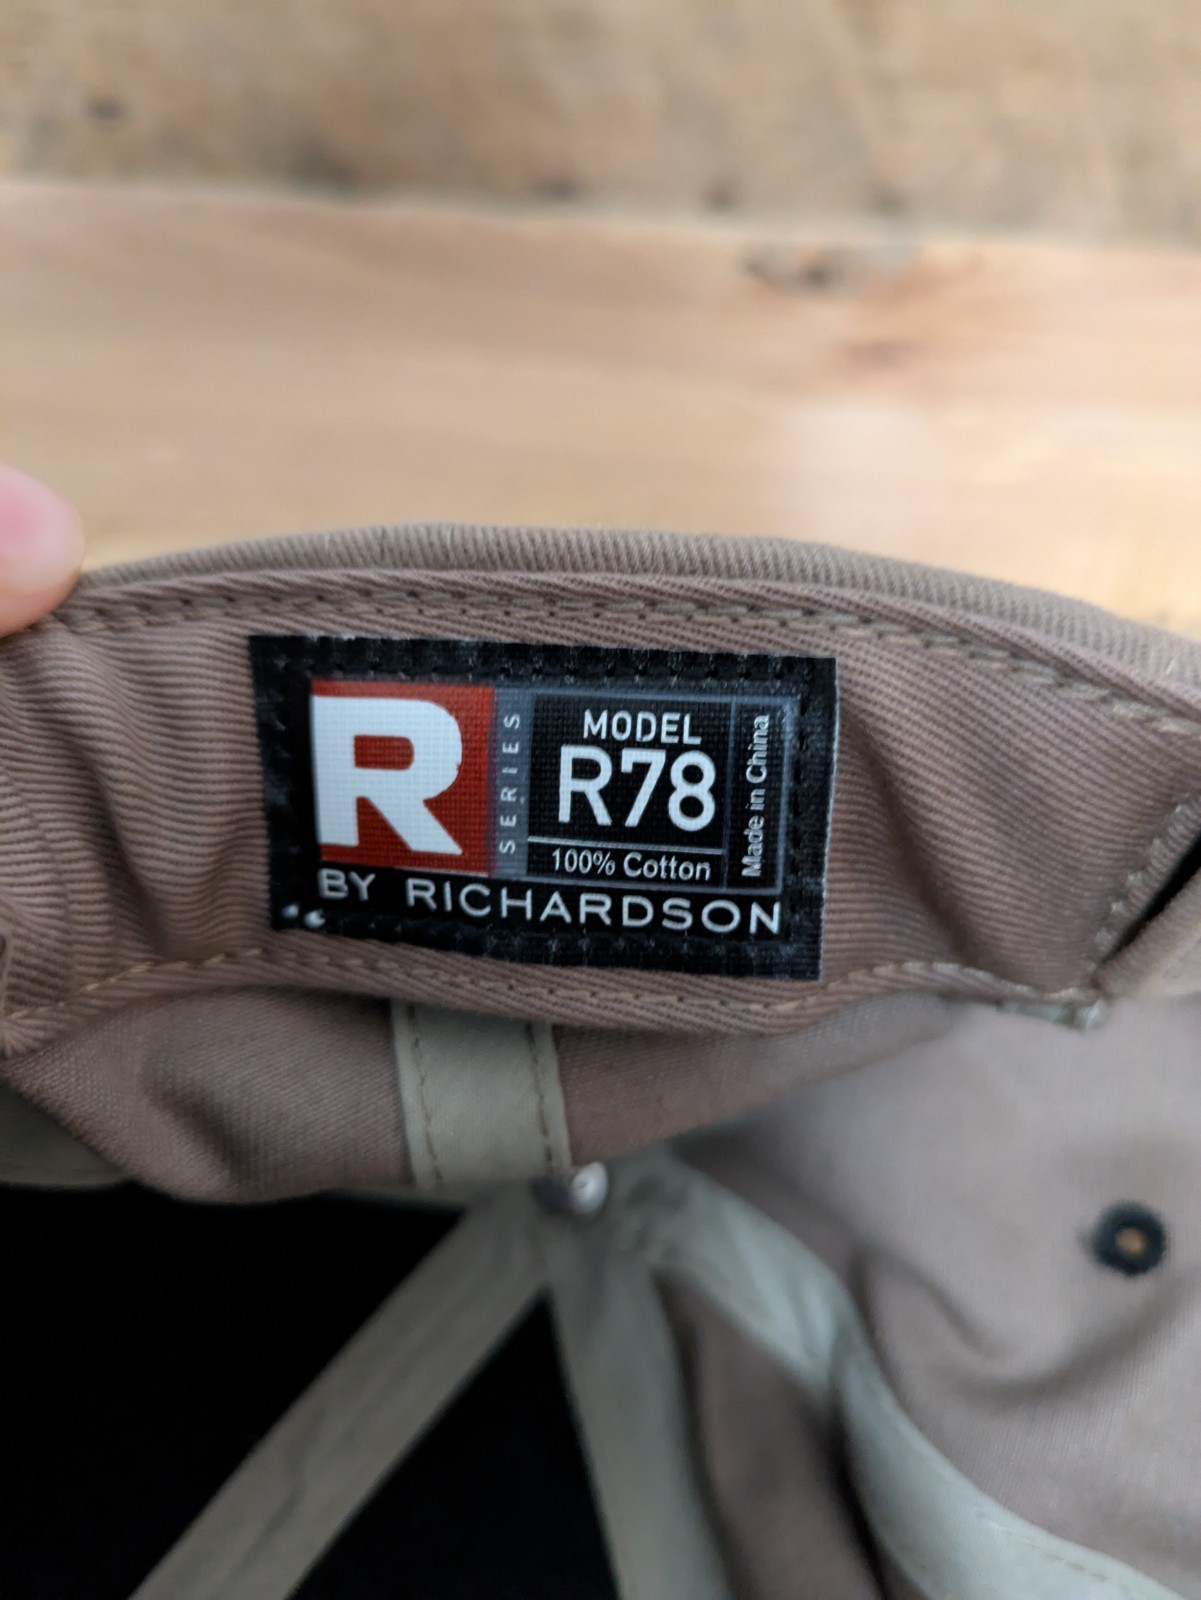 R
SERIES
MODEL
R78
100% Cotton
Made in China
BY RICHARDSON